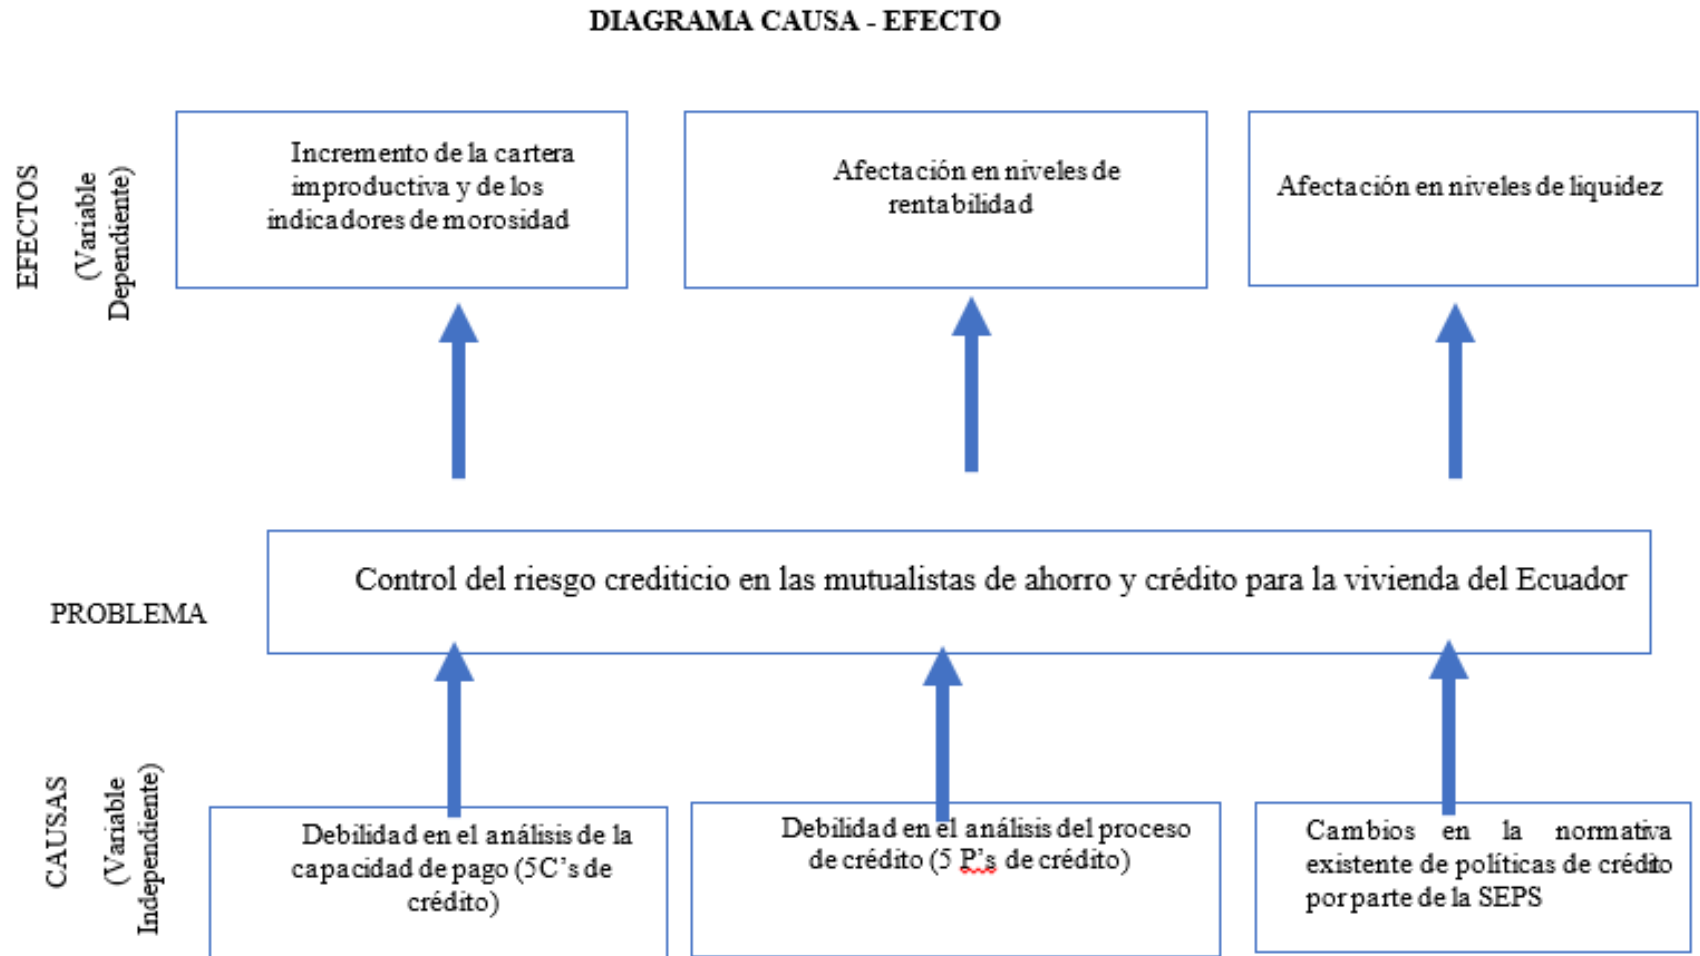 DIAGRAMA CAUSA - EFECTO
EFECTOS
(Variable
Dependiente)
Incremento de la cartera
improductiva y de los
indicadores de morosidad
Afectación en niveles de
rentabilidad
Afectación en niveles de liquidez
PROBLEMA
Control del riesgo crediticio en las mutualistas de ahorro y crédito para la vivienda del Ecuador
CAUSAS
(Variable
Independiente)
Debilidad en el análisis de la
capacidad de pago (5C’s de
crédito)
Debilidad en el análisis del proceso
de crédito (5 P’s de crédito)
Cambios en la normativa
existente de políticas de crédito
por parte de la SEPS